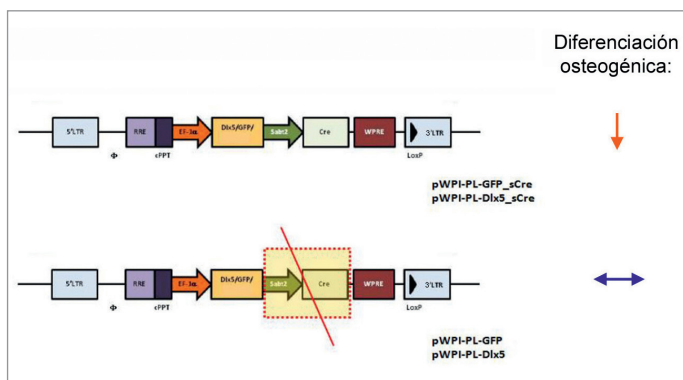 Diferenciación
osteogénica:
5'LTR RRE EF-1α Dlx5/GFP/ Satb2 Cre WPRE 3'LTR
Φ cPPT LoxP
pWPI-PL-GFP_sCre
pWPI-PL-Dlx5_sCre
5'LTR RRE EF-1α Dlx5/GFP/ Cre WPRE 3'LTR
Φ cPPT LoxP
pWPI-PL-GFP
pWPI-PL-Dlx5